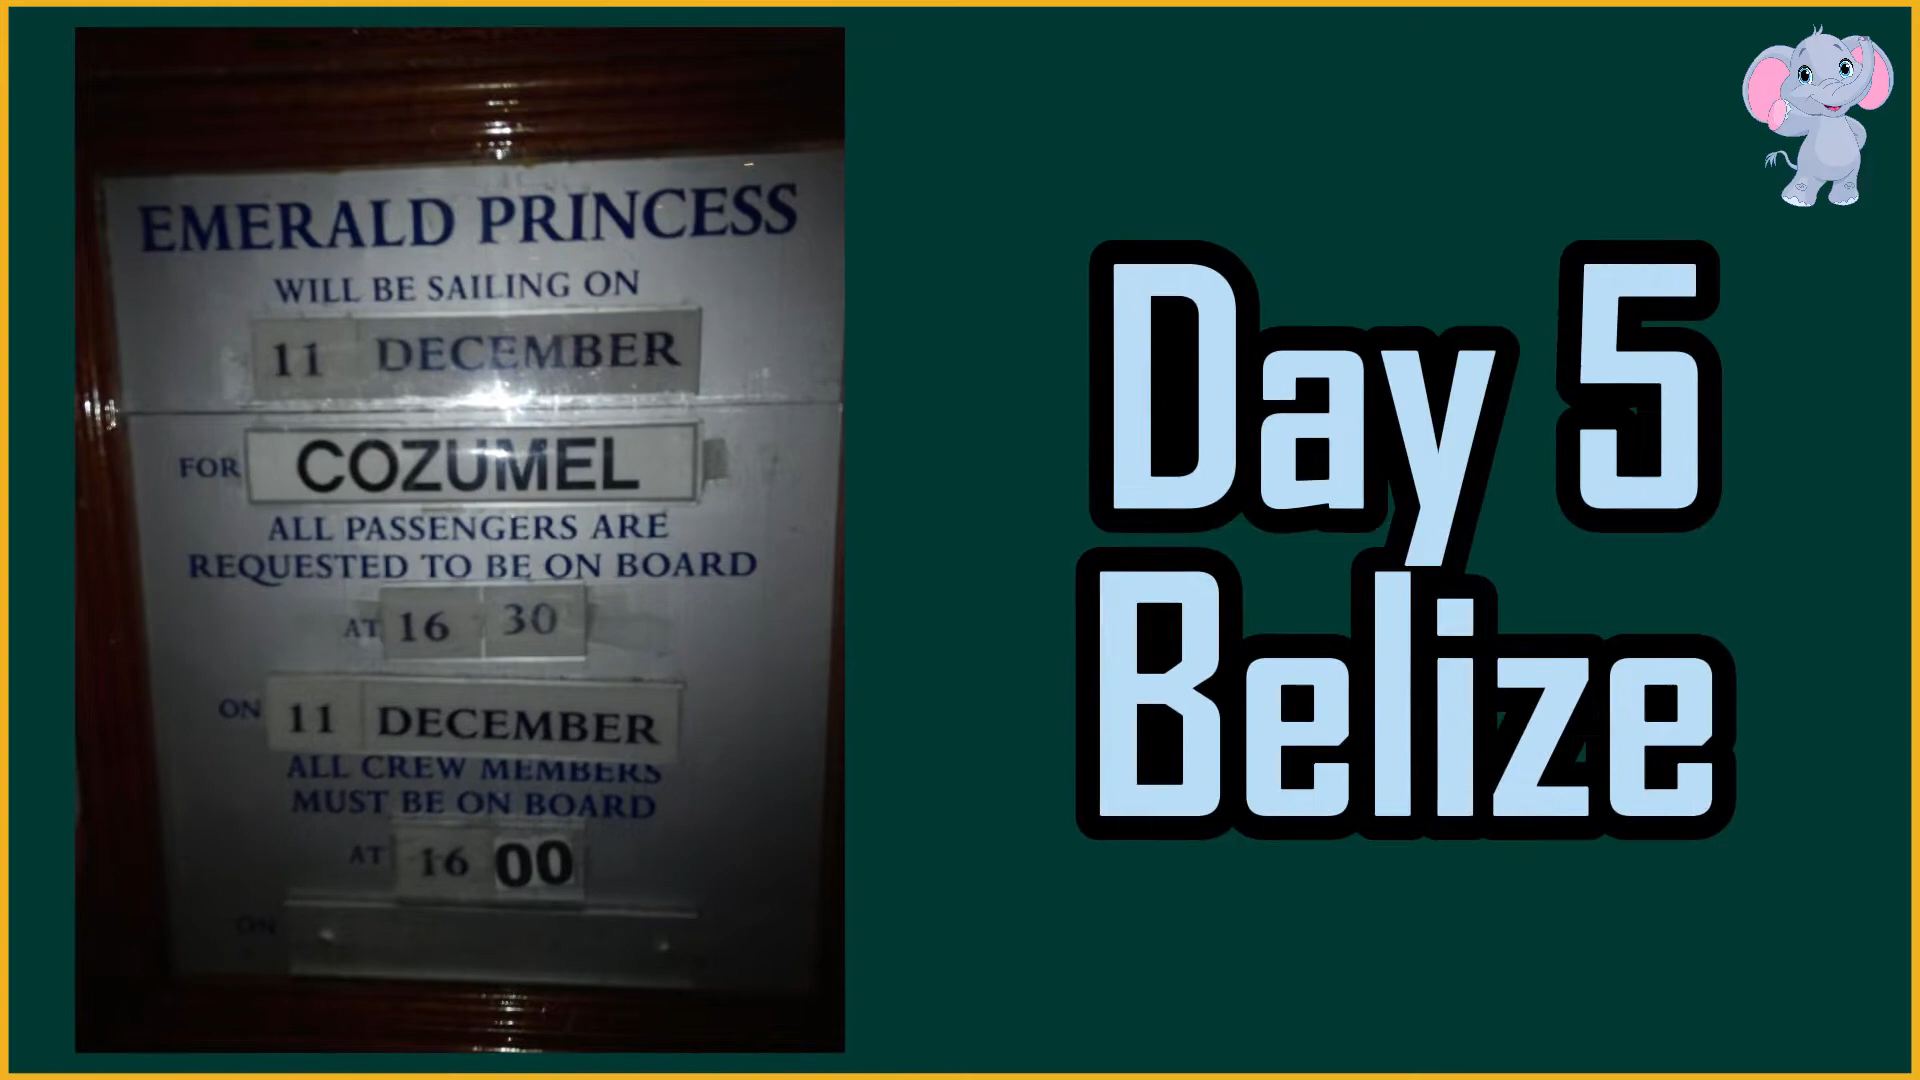 EMERALD PRINCESS
WILL BE SAILING ON
11 DECEMBER
FOR COZUMEL
ALL PASSENGERS ARE
REQUESTED TO BE ON BOARD
AT 16 30
ON 11 DECEMBER
ALL CREW MEMBERS
MUST BE ON BOARD
AT 16 00
ON
Day 5
Belize